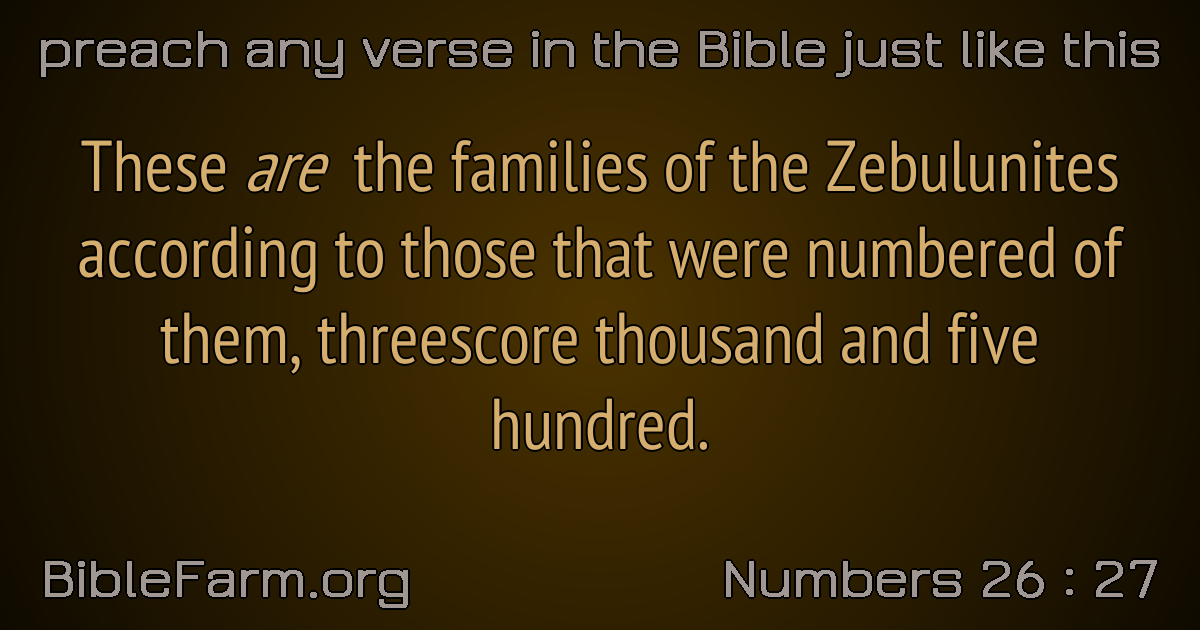 preach any verse in the Bible just like this
These are the families of the Zebulunites
according to those that were numbered of
them, threescore thousand and five
hundred.
BibleFarm.org
Numbers 26 : 27